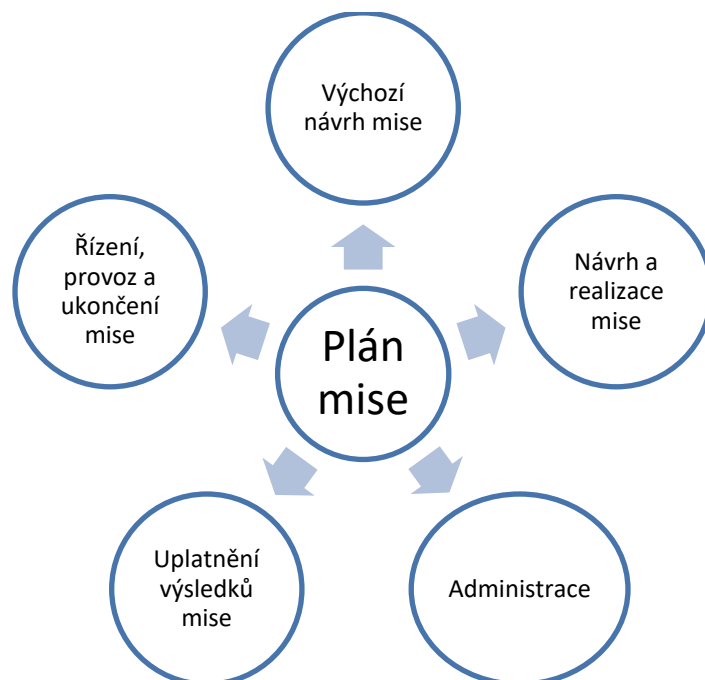 Výchozí
návrh mise
Řízení,
provoz a
ukončení
mise
Návrh a
realizace
mise
Plán
mise
Uplatnění
výsledků
mise
Administrace